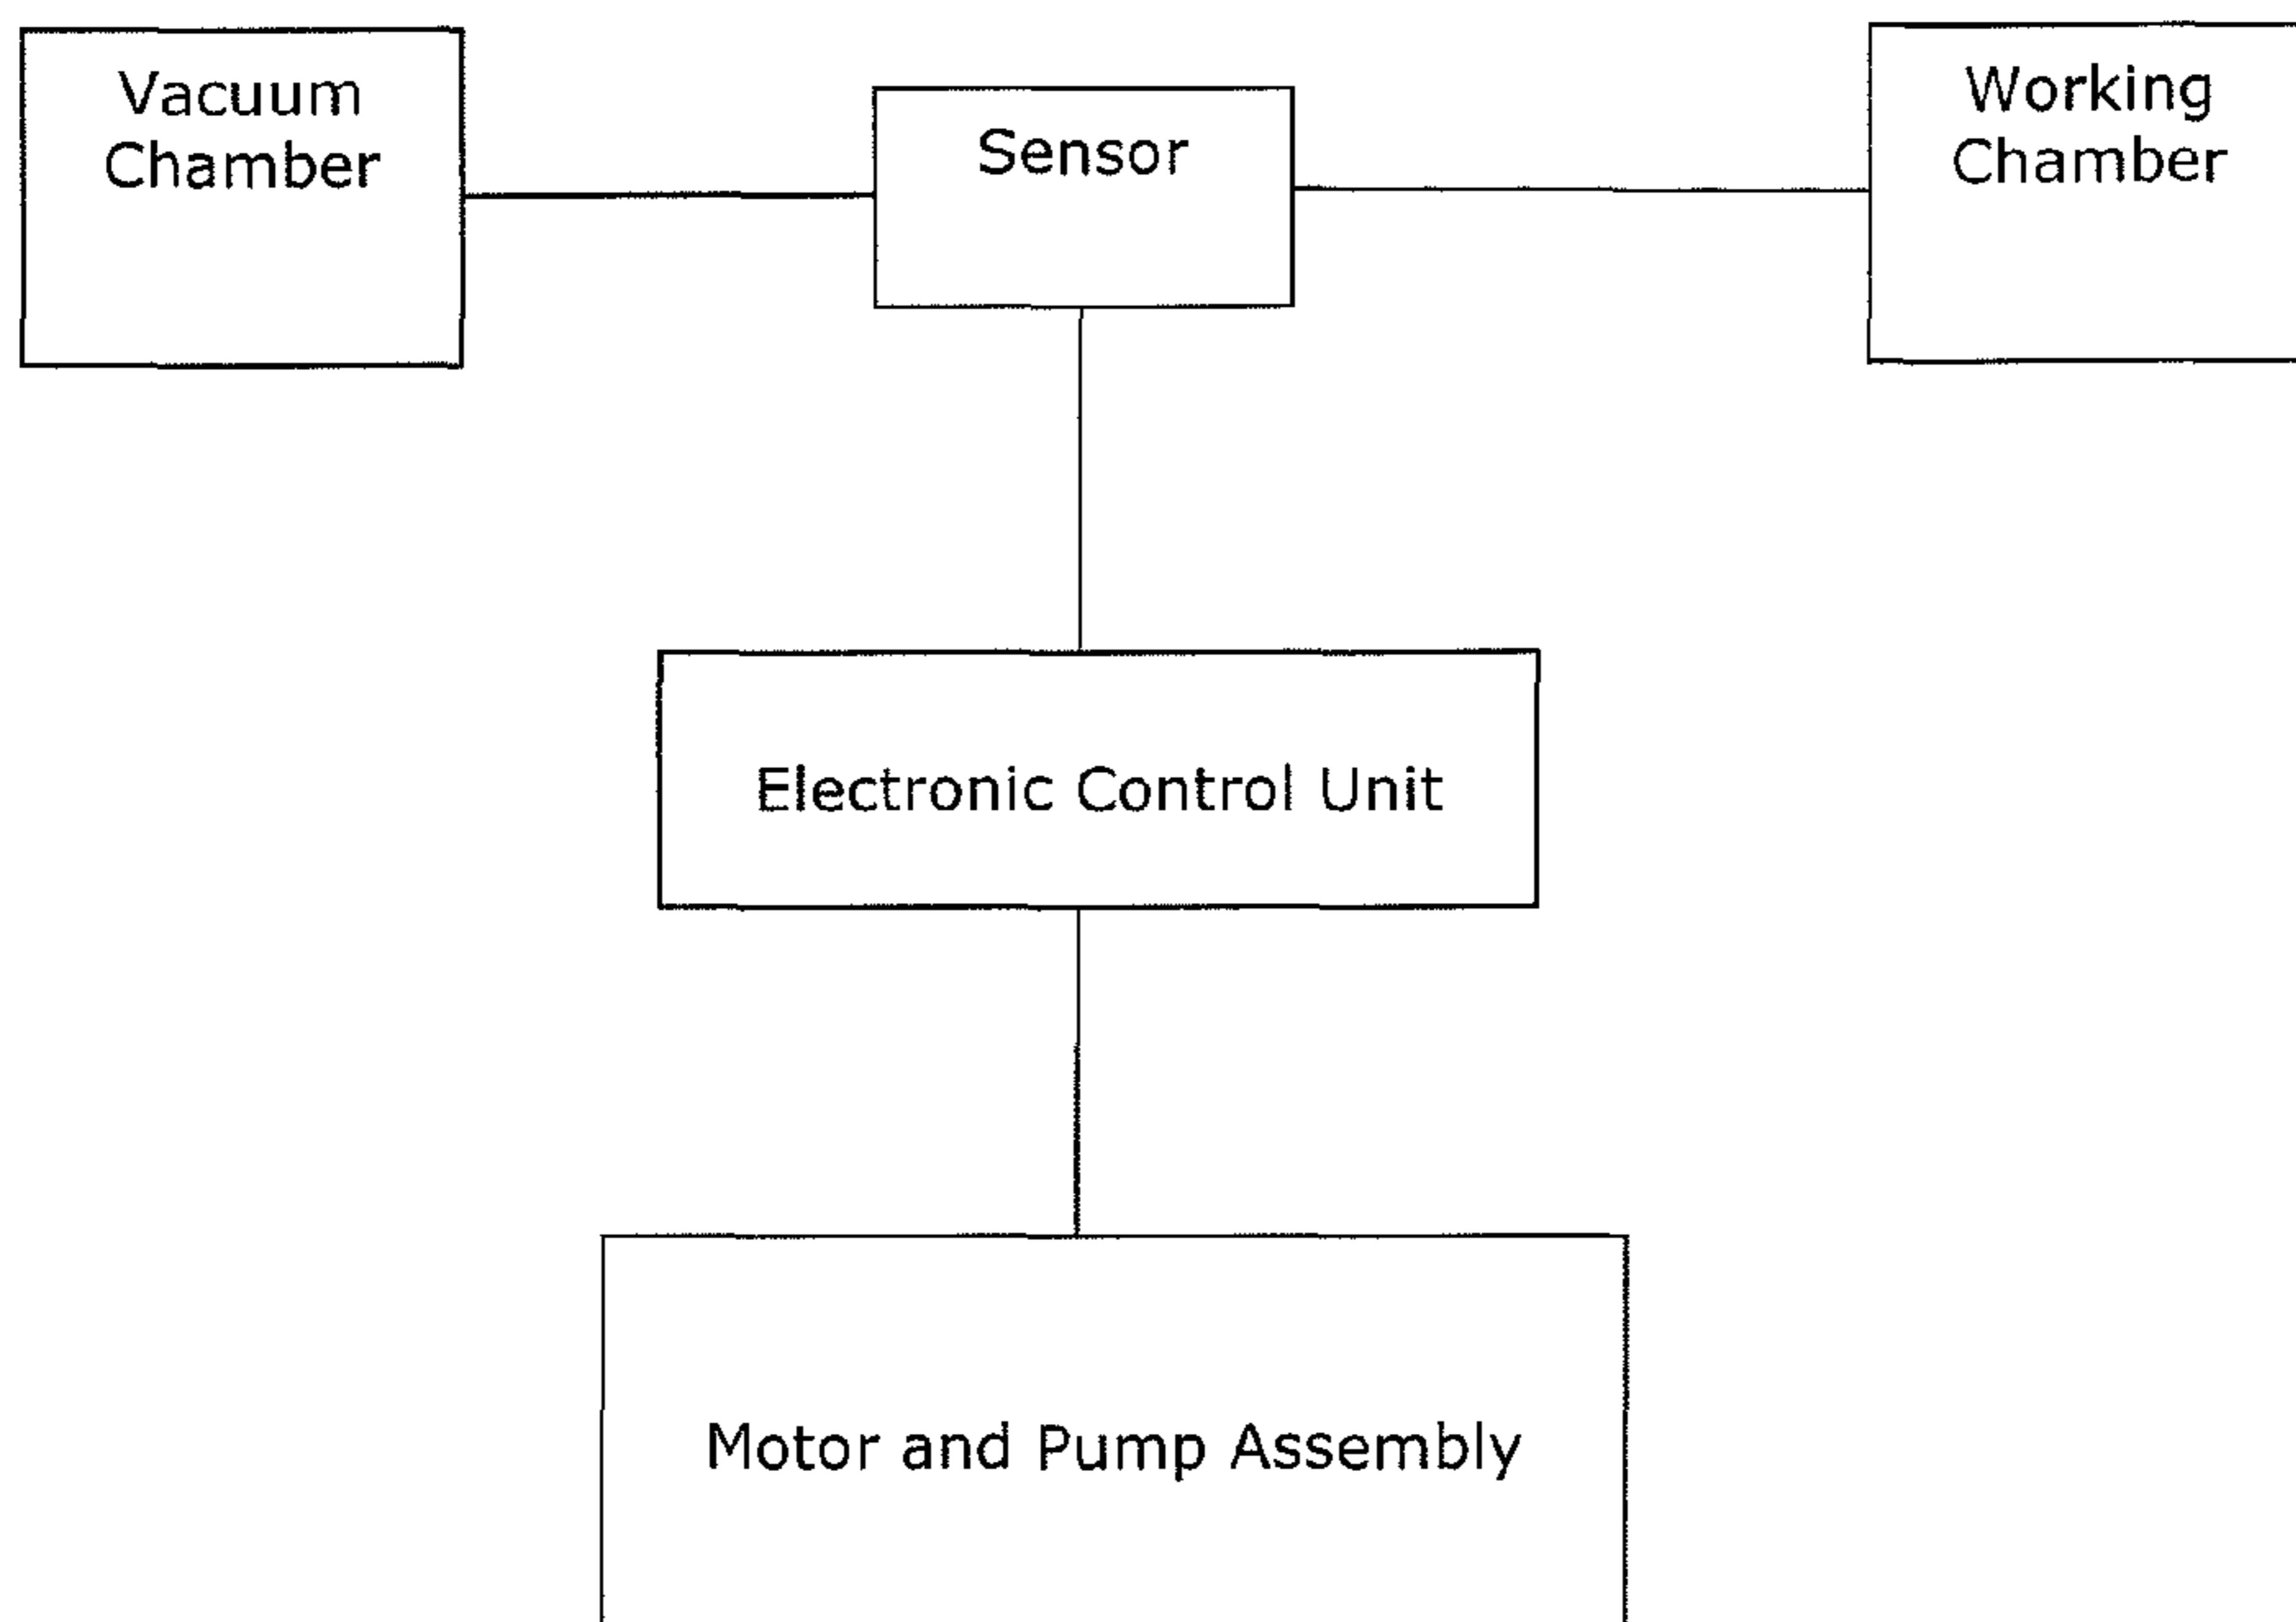 Vacuum
Chamber
Sensor
Working
Chamber
Electronic Control Unit
Motor and Pump Assembly